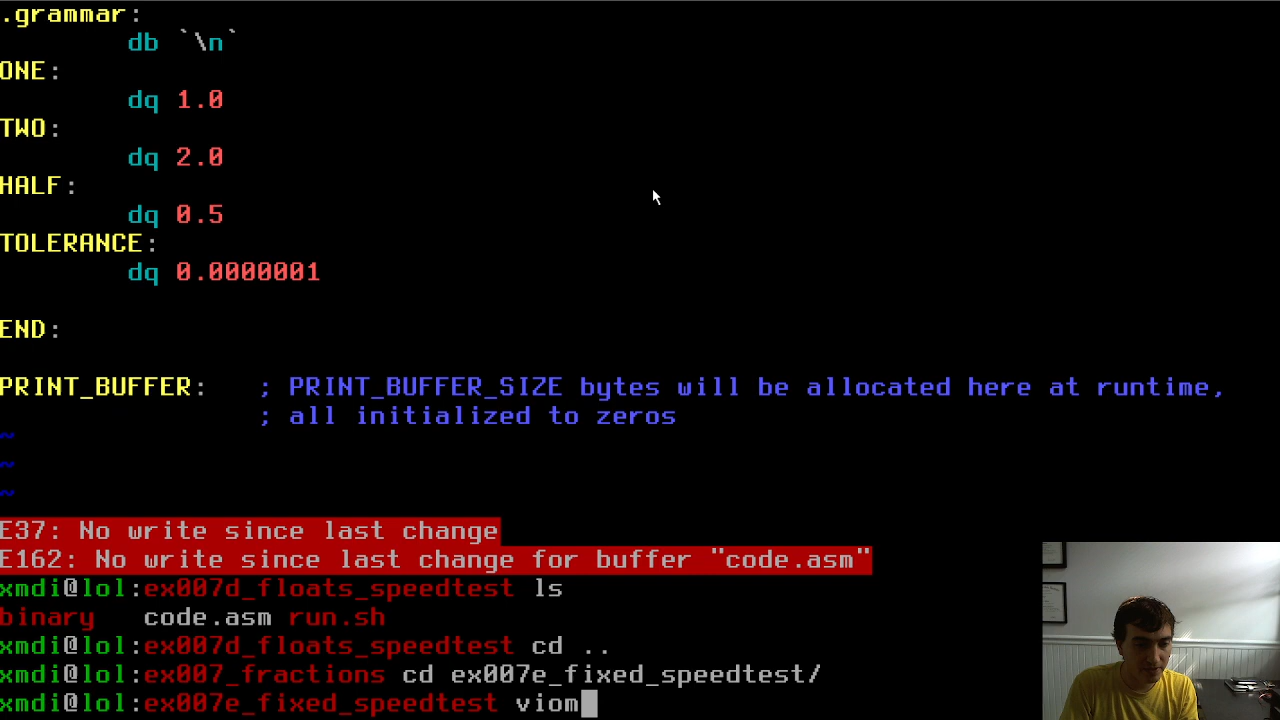 .grammar:
db `\n`
ONE:
dq 1.0
TWO:
dq 2.0
HALF:
dq 0.5
TOLERANCE:
dq 0.0000001
END:
PRINT_BUFFER: ; PRINT_BUFFER_SIZE bytes will be allocated here at runtime,
; all initialized to zeros
~
~
~
E37: No write since last change
E162: No write since last change for buffer "code.asm"
xmdi@lol:ex007d_floats_speedtest ls
binary code.asm run.sh
xmdi@lol:ex007d_floats_speedtest cd ..
xmdi@lol:ex007_fractions cd ex007e_fixed_speedtest/
xmdi@lol:ex007e_fixed_speedtest viom